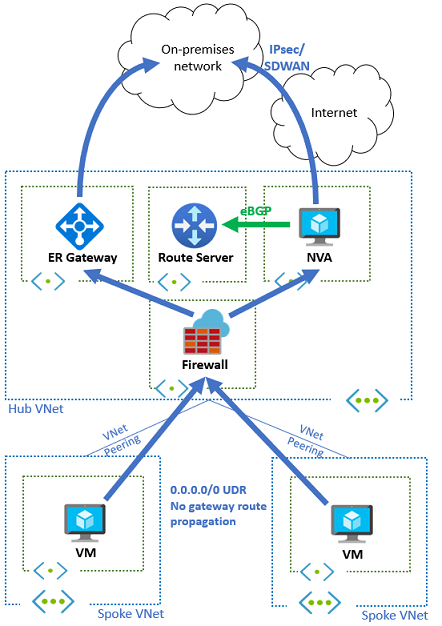 On-premises
network
IPsec/
SDWAN
Internet
eBGP
ER Gateway
Route Server
NVA
Firewall
Hub VNet
VNet
Peering
VNet
Peering
0.0.0.0/0 UDR
No gateway route
propagation
VM
VM
Spoke VNet
Spoke VNet